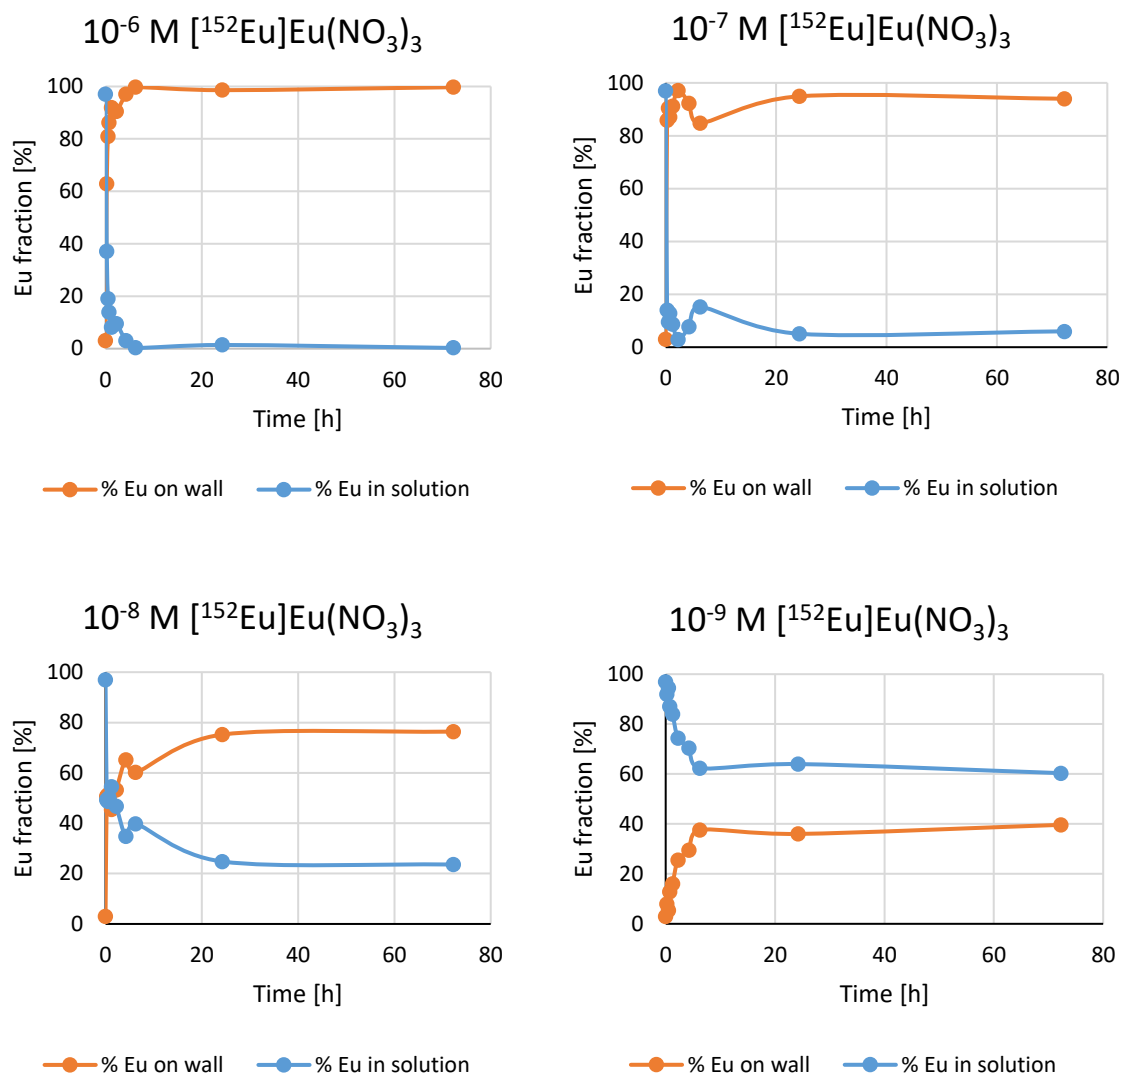 10⁻⁶ M [¹⁵²Eu]Eu(NO₃)₃
100
80
60
40
20
0
Eu fraction [%]
0 20 40 60 80
Time [h]
% Eu on wall % Eu in solution
10⁻⁷ M [¹⁵²Eu]Eu(NO₃)₃
100
80
60
40
20
0
Eu fraction [%]
0 20 40 60 80
Time [h]
% Eu on wall % Eu in solution
10⁻⁸ M [¹⁵²Eu]Eu(NO₃)₃
100
80
60
40
20
0
Eu fraction [%]
0 20 40 60 80
Time [h]
% Eu on wall % Eu in solution
10⁻⁹ M [¹⁵²Eu]Eu(NO₃)₃
100
80
60
40
20
0
Eu fraction [%]
0 20 40 60 80
Time [h]
% Eu on wall % Eu in solution